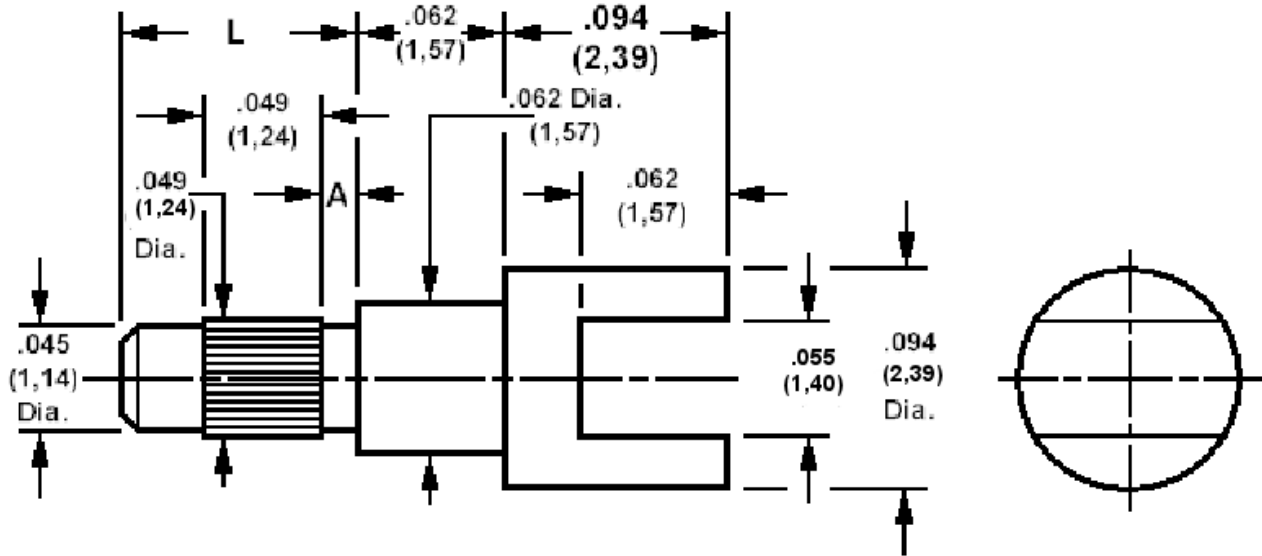 L
.062
(1,57)
.094
(2,39)
.049
(1,24)
.062 Dia.
(1,57)
.049
(1,24)
Dia.
A
.062
(1,57)
.045
(1,14)
Dia.
.055
(1,40)
.094
(2,39)
Dia.